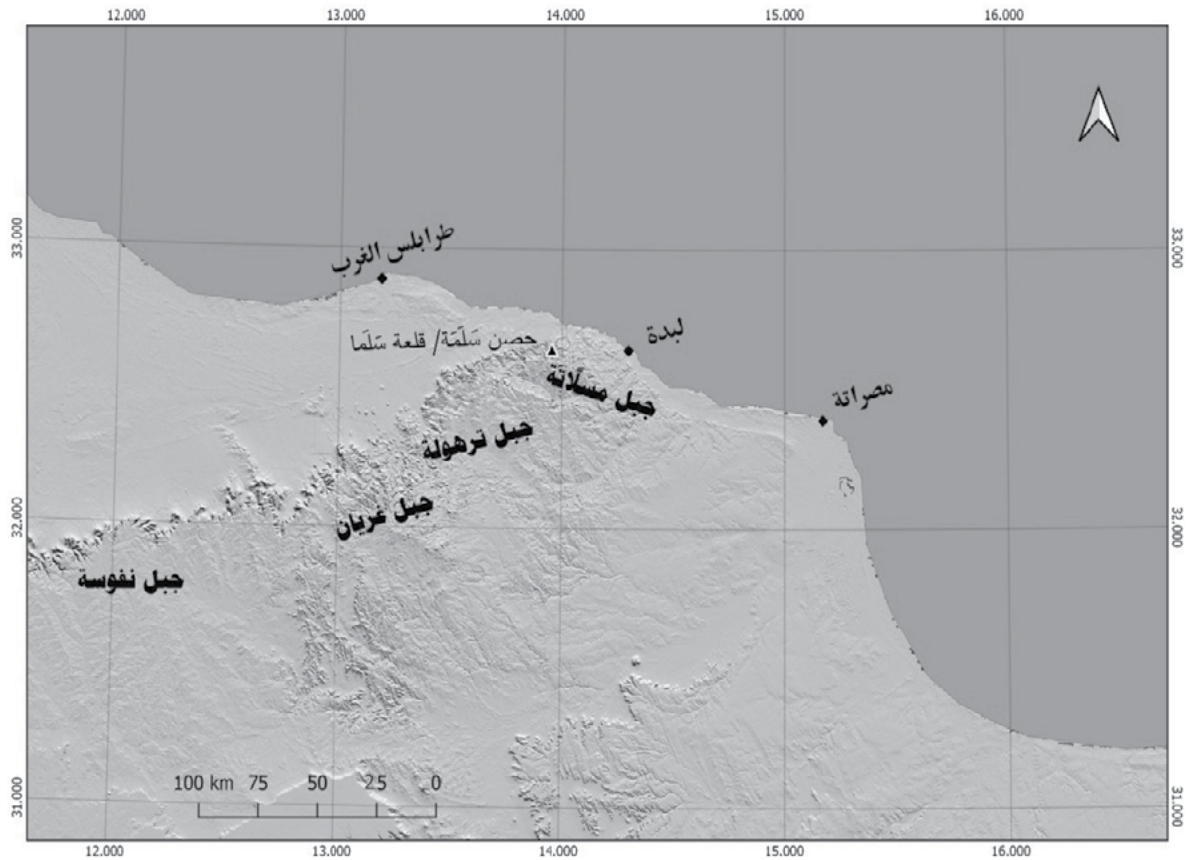 12.000 13.000 14.000 15.000 16.000
33.000 33.000
طرابلس الغرب
حصن سَلَمَة/ قلعة سَلَما
لبدة
جبل مسلاتة
مصراتة
جبل ترهولة
جبل غريان
32.000 32.000
جبل نفوسة
100 km 75 50 25 0
31.000 31.000
12.000 13.000 14.000 15.000 16.000